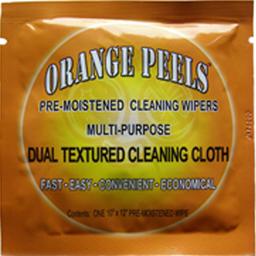 ORANGE PEELS®
PRE-MOISTENED CLEANING WIPERS
MULTI-PURPOSE
DUAL TEXTURED CLEANING CLOTH
FAST - EASY - CONVENIENT - ECONOMICAL
Contents: ONE 10" x 12" PRE-MOISTENED WIPE